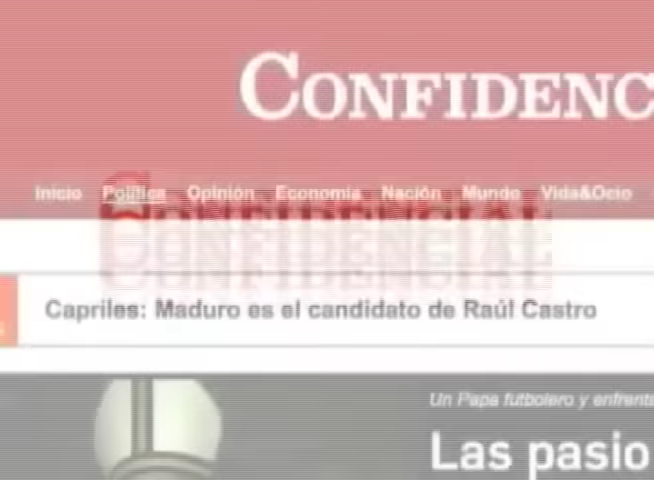 CONFIDENC
Inicio Política Opinión Economía Nación Mundo Vida&Ocio
CONFIDENCIAL
CONFIDENCIAL
Capriles: Maduro es el candidato de Raúl Castro
Un Papa futbolero y enfrent
Las pasio